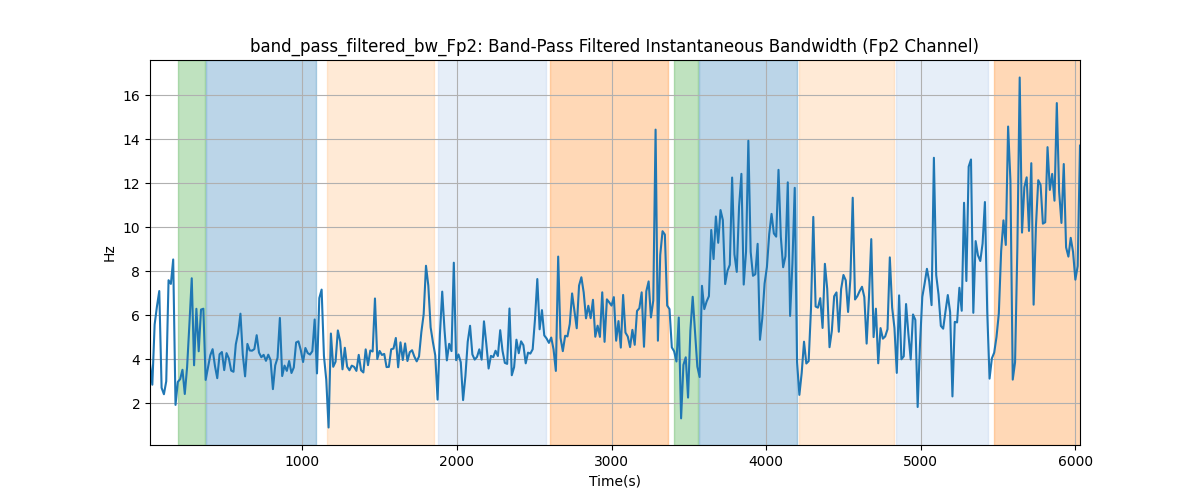 band_pass_filtered_bw_Fp2: Band-Pass Filtered Instantaneous Bandwidth (Fp2 Channel)
16
14
12
10
8
6
4
2
Hz
1000 2000 3000 4000 5000 6000
Time(s)